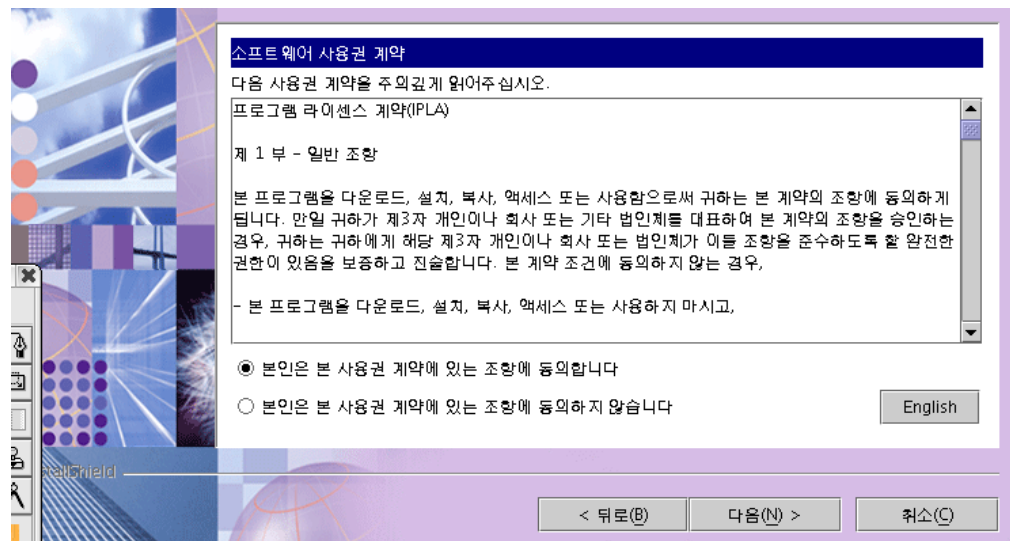 소프트웨어 사용권 계약
다음 사용권 계약을 주의깊게 읽어주십시오.
프로그램 라이센스 계약(IPLA)
제 1 부 - 일반 조항
본 프로그램을 다운로드, 설치, 복사, 액세스 또는 사용함으로써 귀하는 본 계약의 조항에 동의하게
됩니다. 만일 귀하가 제3자 개인이나 회사 또는 기타 법인체를 대표하여 본 계약의 조항을 승인하는
경우, 귀하는 귀하에게 해당 제3자 개인이나 회사 또는 법인체가 이들 조항을 준수하도록 할 완전한
권한이 있음을 보증하고 진술합니다. 본 계약 조건에 동의하지 않는 경우,
- 본 프로그램을 다운로드, 설치, 복사, 액세스 또는 사용하지 마시고,
본인은 본 사용권 계약에 있는 조항에 동의합니다
본인은 본 사용권 계약에 있는 조항에 동의하지 않습니다
English
tallShield
< 뒤로(B)
다음(N) >
취소(C)